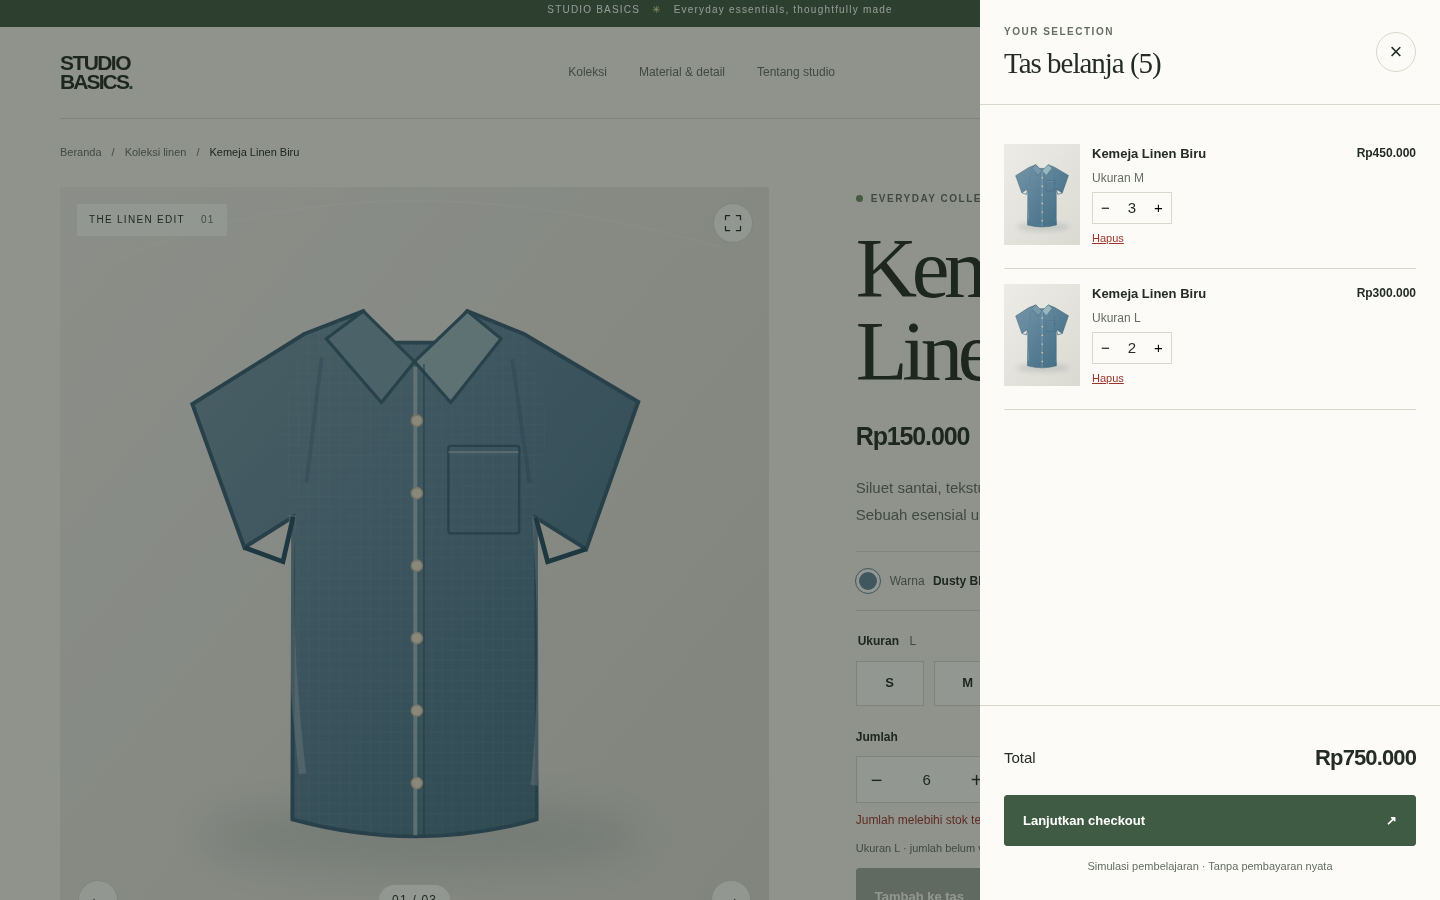 STUDIO BASICS ✳ Everyday essentials, thoughtfully made
STUDIO
BASICS.
Koleksi Material & detail Tentang studio
Beranda / Koleksi linen / Kemeja Linen Biru
THE LINEN EDIT 01
EVERYDAY COLLE
Kem
Line
Rp150.000
Siluet santai, tekstu
Sebuah esensial u
Warna Dusty Bl
Ukuran L
S M
Jumlah
− 6 +
Jumlah melebihi stok te
Ukuran L · jumlah belum
Tambah ke tas
01 / 03
YOUR SELECTION
Tas belanja (5)
×
Kemeja Linen Biru Rp450.000
Ukuran M
− 3 +
Hapus
Kemeja Linen Biru Rp300.000
Ukuran L
− 2 +
Hapus
Total Rp750.000
Lanjutkan checkout ↗
Simulasi pembelajaran · Tanpa pembayaran nyata